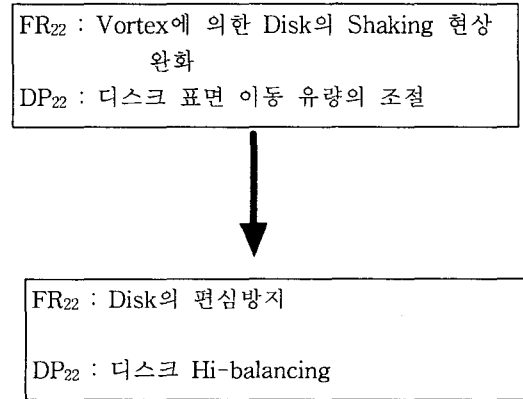 FR22 : Vortex에 의한 Disk의 Shaking 현상
완화
DP22 : 디스크 표면 이동 유량의 조절
FR22 : Disk의 편심방지
DP22 : 디스크 Hi-balancing